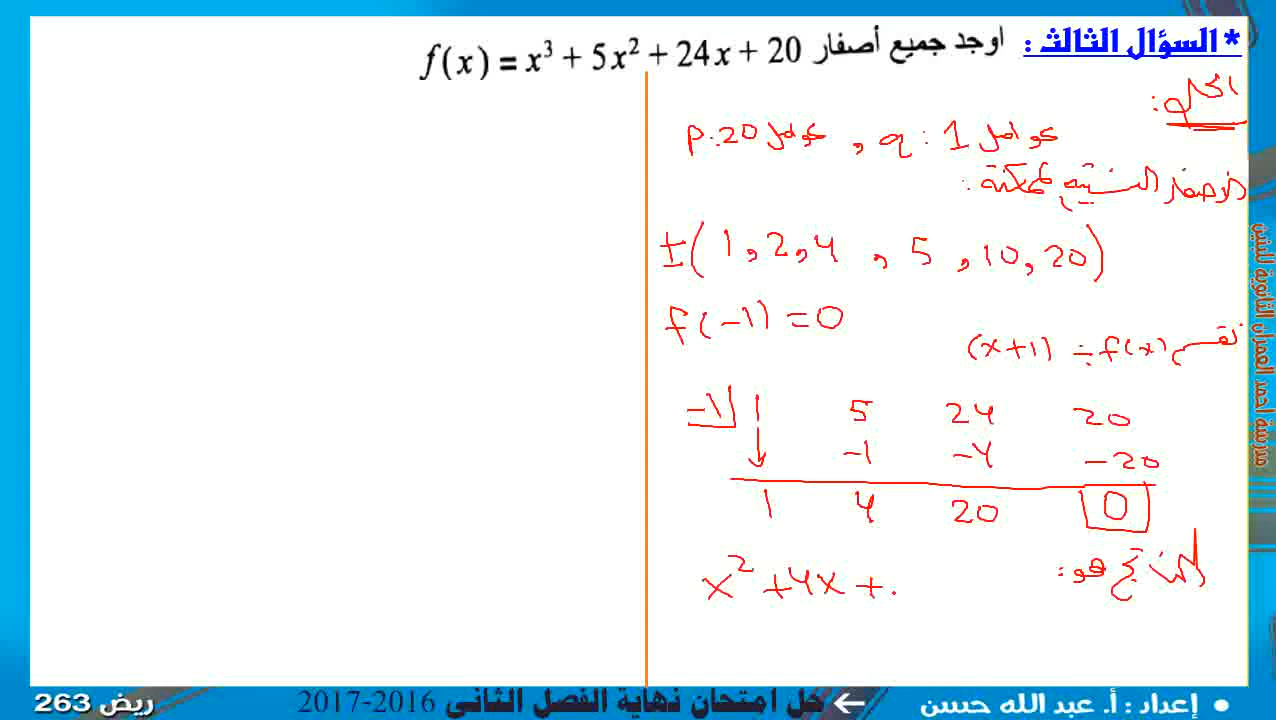 * السؤال الثالث : اوجد جميع أصفار f(x) = x³ + 5x² + 24x + 20
الحل :
p : 20 عوامل , q : 1 عوامل
الأصفار النسبية الممكنة :
±(1, 2, 4, 5, 10, 20)
f(-1) = 0
نقسم f(x) ÷ (x+1)
-1| 1 5 24 20
-1 -4 -20
1 4 20 0
الناتج هو :
x² + 4x + .
مدرسة احمد العمران الثانوية للبنين
• إعداد : أ. عبد الله حسن ← حل امتحان نهاية الفصل الثاني 2016-2017 ريض 263